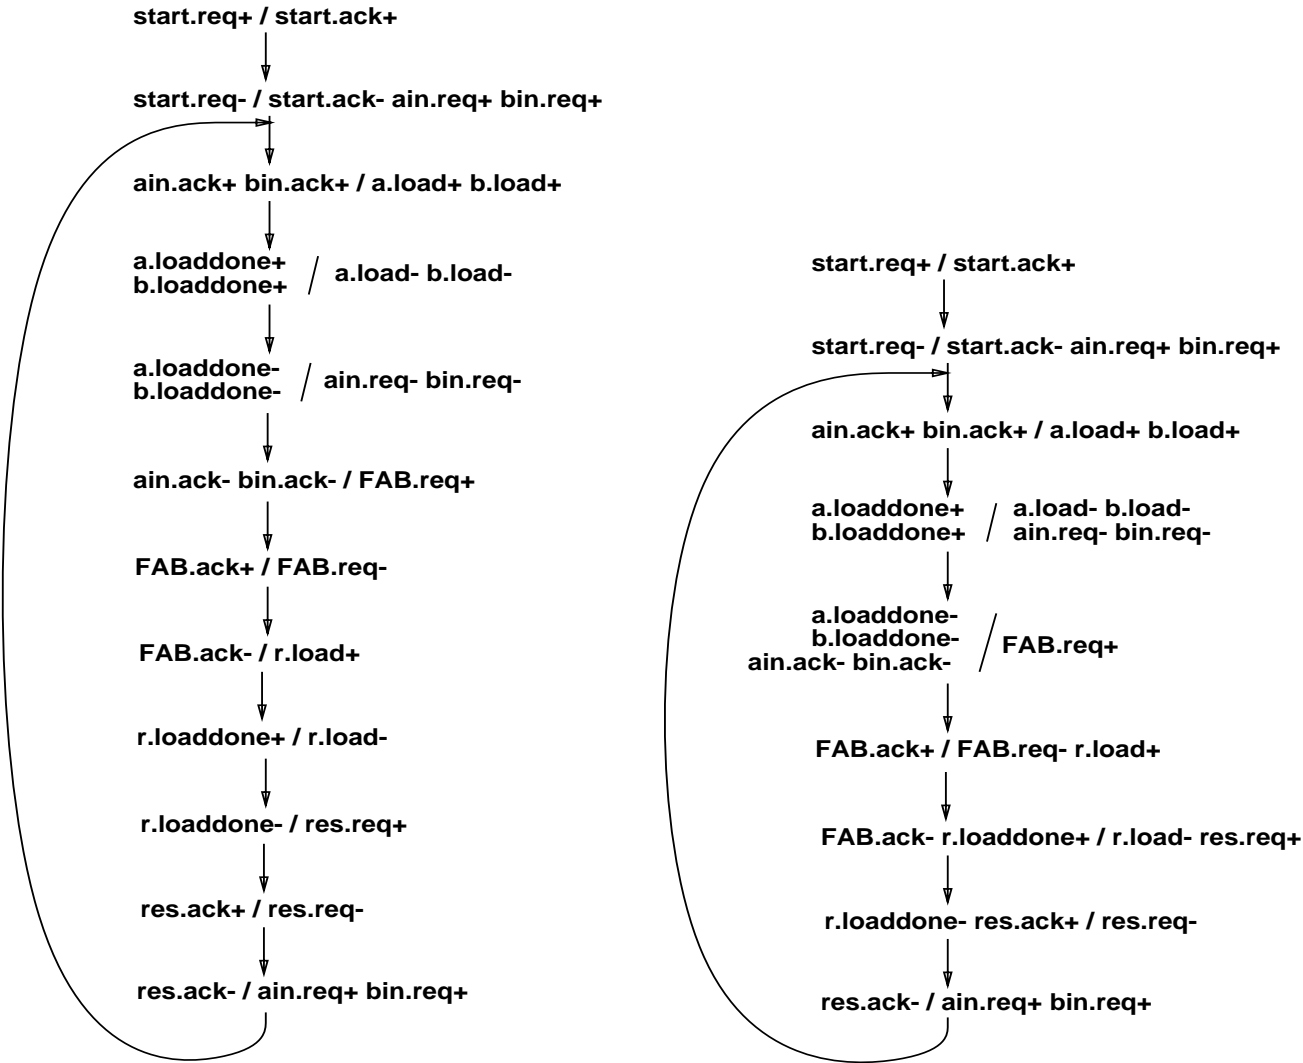 start.req+ / start.ack+
start.req- / start.ack- ain.req+ bin.req+
ain.ack+ bin.ack+ / a.load+ b.load+
a.loaddone+
b.loaddone+ / a.load- b.load-
a.loaddone-
b.loaddone- / ain.req- bin.req-
ain.ack- bin.ack- / FAB.req+
FAB.ack+ / FAB.req-
FAB.ack- / r.load+
r.loaddone+ / r.load-
r.loaddone- / res.req+
res.ack+ / res.req-
res.ack- / ain.req+ bin.req+
start.req+ / start.ack+
start.req- / start.ack- ain.req+ bin.req+
ain.ack+ bin.ack+ / a.load+ b.load+
a.loaddone+ / a.load- b.load-
b.loaddone+ ain.req- bin.req-
a.loaddone-
b.loaddone- / FAB.req+
ain.ack- bin.ack-
FAB.ack+ / FAB.req- r.load+
FAB.ack- r.loaddone+ / r.load- res.req+
r.loaddone- res.ack+ / res.req-
res.ack- / ain.req+ bin.req+